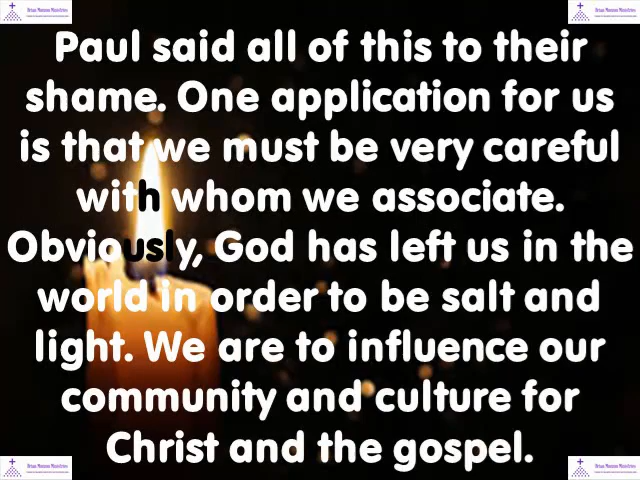 Paul said all of this to their
shame. One application for us
is that we must be very careful
with whom we associate.
Obviously, God has left us in the
world in order to be salt and
light. We are to influence our
community and culture for
Christ and the gospel.